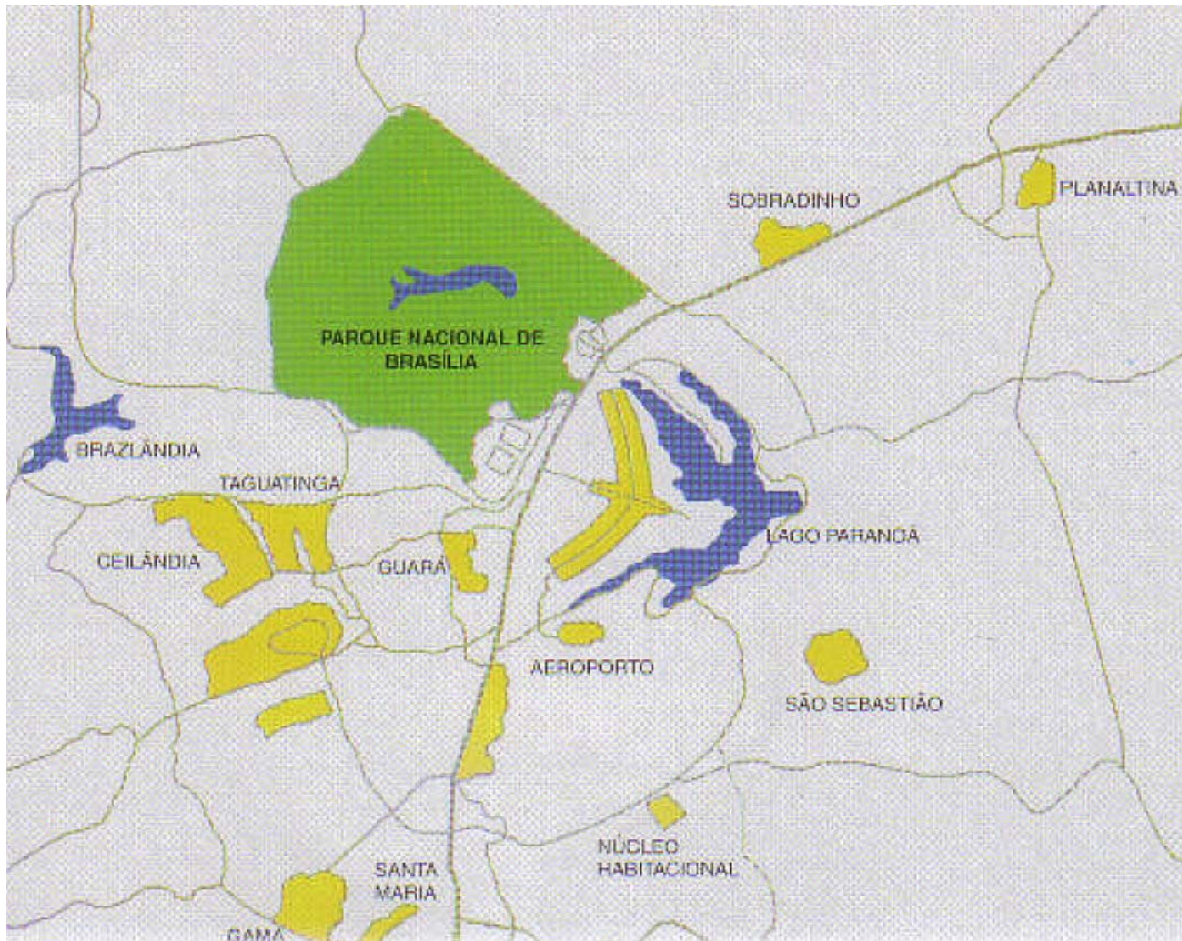 PLANALTINA
SOBRADINHO
PARQUE NACIONAL DE
BRASÍLIA
BRAZLÂNDIA
TAGUATINGA
LAGO PARANOÁ
CEILÂNDIA
GUARÁ
AEROPORTO
SÃO SEBASTIÃO
NÚCLEO
HABITACIONAL
SANTA
MARIA
GAMA